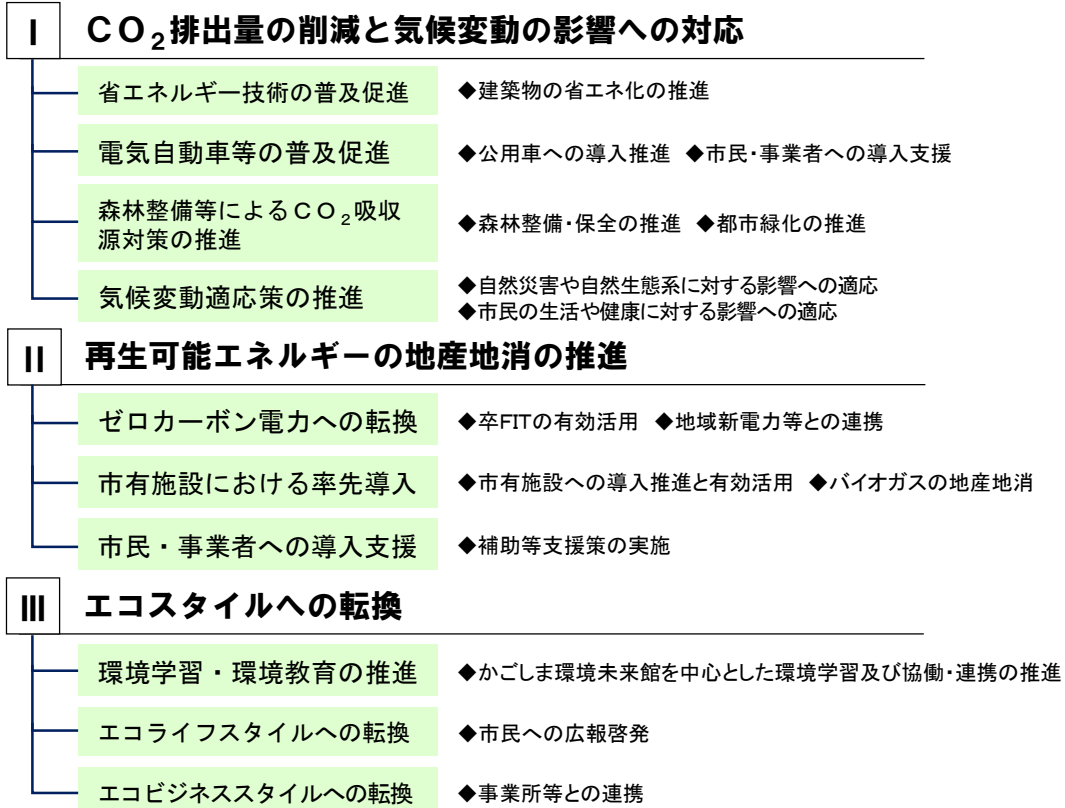 I CO₂排出量の削減と気候変動の影響への対応
省エネルギー技術の普及促進 ◆建築物の省エネ化の推進
電気自動車等の普及促進 ◆公用車への導入推進 ◆市民・事業者への導入支援
森林整備等によるCO₂吸収
源対策の推進
◆森林整備・保全の推進 ◆都市緑化の推進
気候変動適応策の推進
◆自然災害や自然生態系に対する影響への適応
◆市民の生活や健康に対する影響への適応
II 再生可能エネルギーの地産地消の推進
ゼロカーボン電力への転換 ◆卒FITの有効活用 ◆地域新電力等との連携
市有施設における率先導入 ◆市有施設への導入推進と有効活用 ◆バイオガスの地産地消
市民・事業者への導入支援 ◆補助等支援策の実施
III エコスタイルへの転換
環境学習・環境教育の推進 ◆かごしま環境未来館を中心とした環境学習及び協働・連携の推進
エコライフスタイルへの転換 ◆市民への広報啓発
エコビジネススタイルへの転換 ◆事業所等との連携